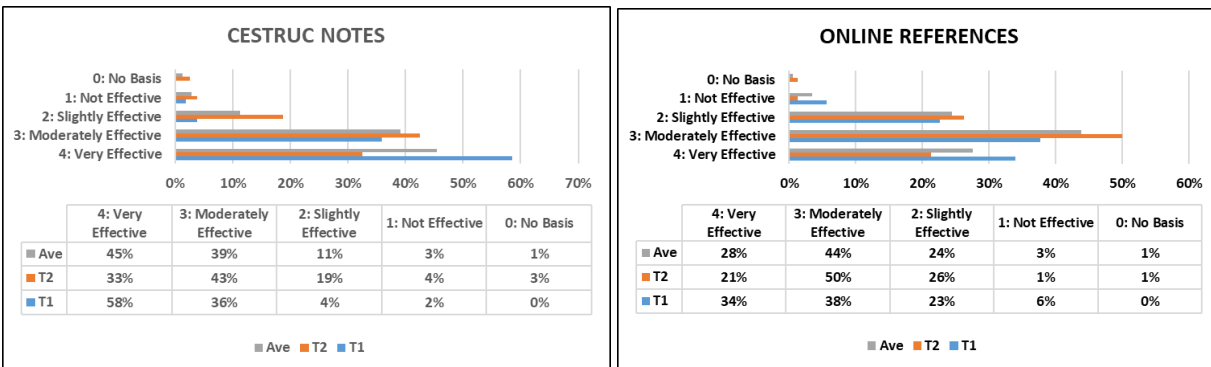 CESTRUC NOTES
0: No Basis
1: Not Effective
2: Slightly Effective
3: Moderately Effective
4: Very Effective
0% 10% 20% 30% 40% 50% 60% 70%
4: Very Effective 3: Moderately Effective 2: Slightly Effective 1: Not Effective 0: No Basis
Ave 45% 39% 11% 3% 1%
T2 33% 43% 19% 4% 3%
T1 58% 36% 4% 2% 0%
Ave T2 T1
ONLINE REFERENCES
0: No Basis
1: Not Effective
2: Slightly Effective
3: Moderately Effective
4: Very Effective
0% 10% 20% 30% 40% 50% 60%
4: Very Effective 3: Moderately Effective 2: Slightly Effective 1: Not Effective 0: No Basis
Ave 28% 44% 24% 3% 1%
T2 21% 50% 26% 1% 1%
T1 34% 38% 23% 6% 0%
Ave T2 T1